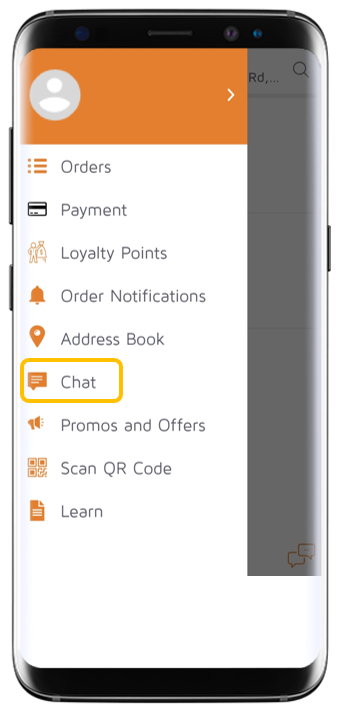 Rd,...
Orders
Payment
Loyalty Points
Order Notifications
Address Book
Chat
Promos and Offers
Scan QR Code
Learn